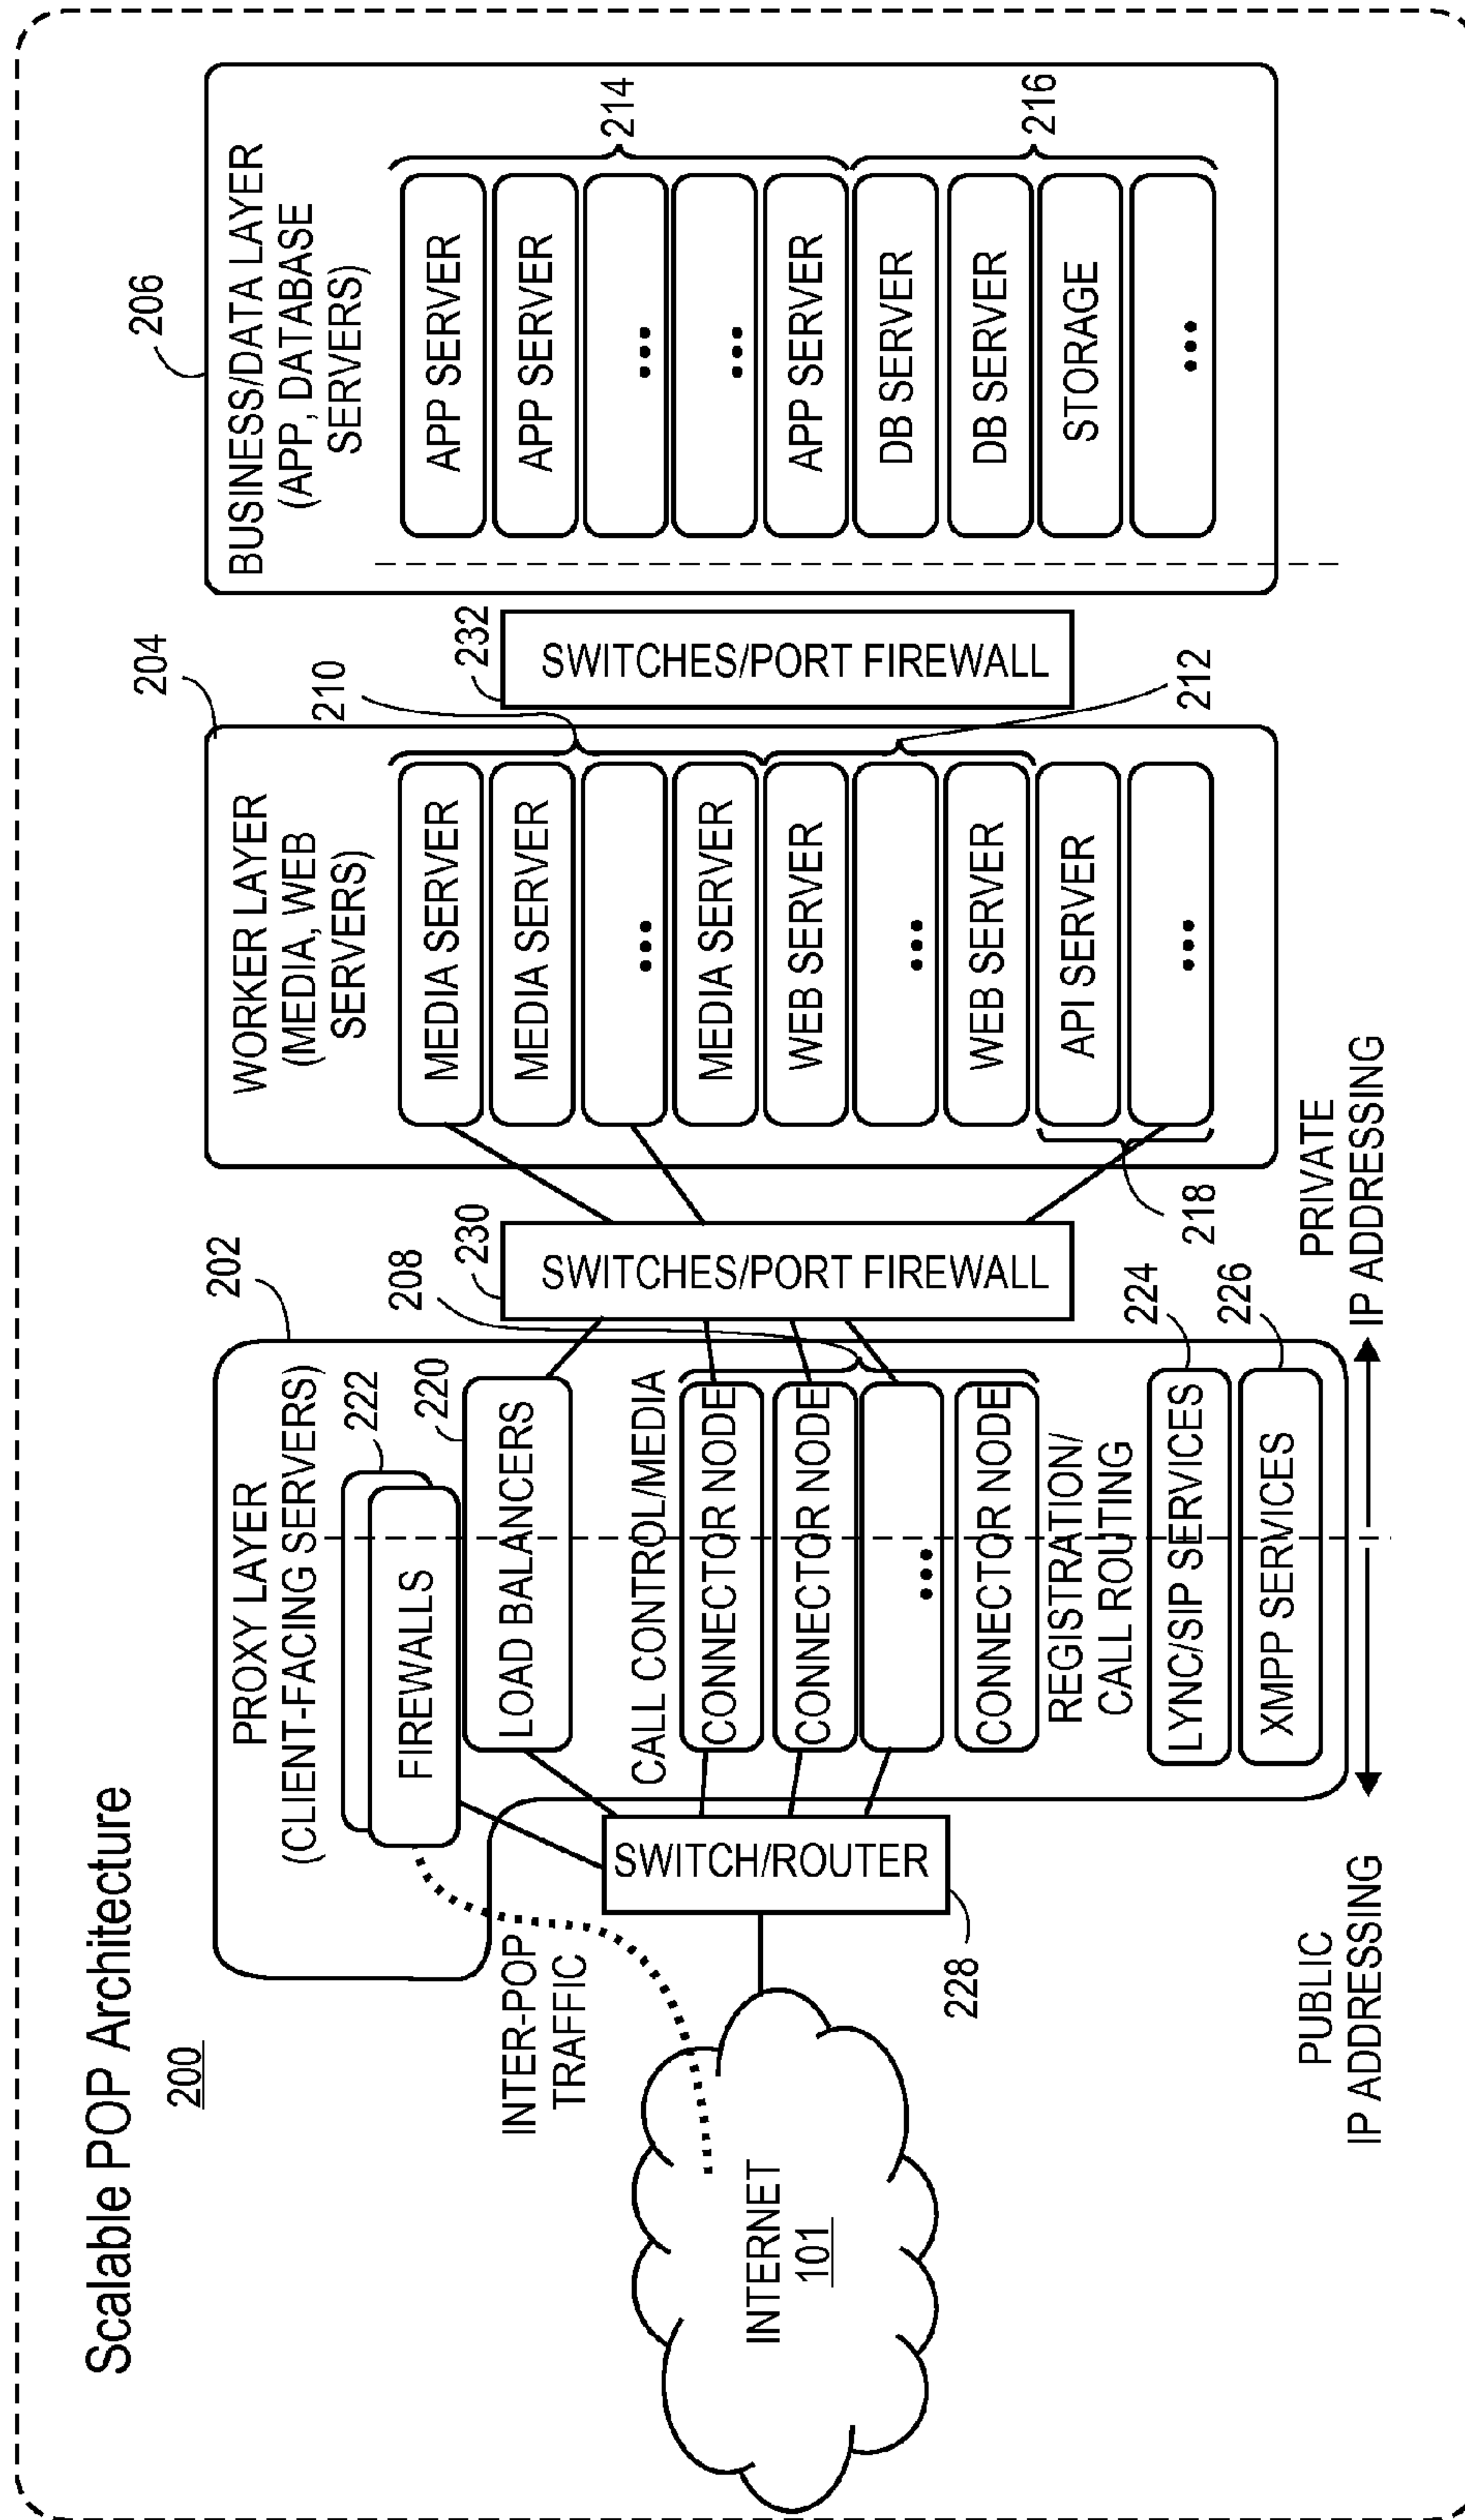 Scalable POP Architecture
200
INTERNET
101
INTER-POP
TRAFFIC
SWITCH/ROUTER
228
PUBLIC
IP ADDRESSING
PROXY LAYER
(CLIENT-FACING SERVERS)
202
FIREWALLS
222
LOAD BALANCERS
220
CALL CONTROL/MEDIA
208
CONNECTOR NODE
CONNECTOR NODE
...
CONNECTOR NODE
REGISTRATION/
CALL ROUTING
LYNC/SIP SERVICES
224
XMPP SERVICES
226
SWITCHES/PORT FIREWALL
230
PRIVATE
IP ADDRESSING
WORKER LAYER
(MEDIA, WEB
SERVERS)
204
MEDIA SERVER
MEDIA SERVER
...
MEDIA SERVER
210
WEB SERVER
...
WEB SERVER
212
API SERVER
...
218
SWITCHES/PORT FIREWALL
232
BUSINESS/DATA LAYER
(APP, DATABASE
SERVERS)
206
APP SERVER
APP SERVER
...
...
APP SERVER
214
DB SERVER
DB SERVER
STORAGE
...
216